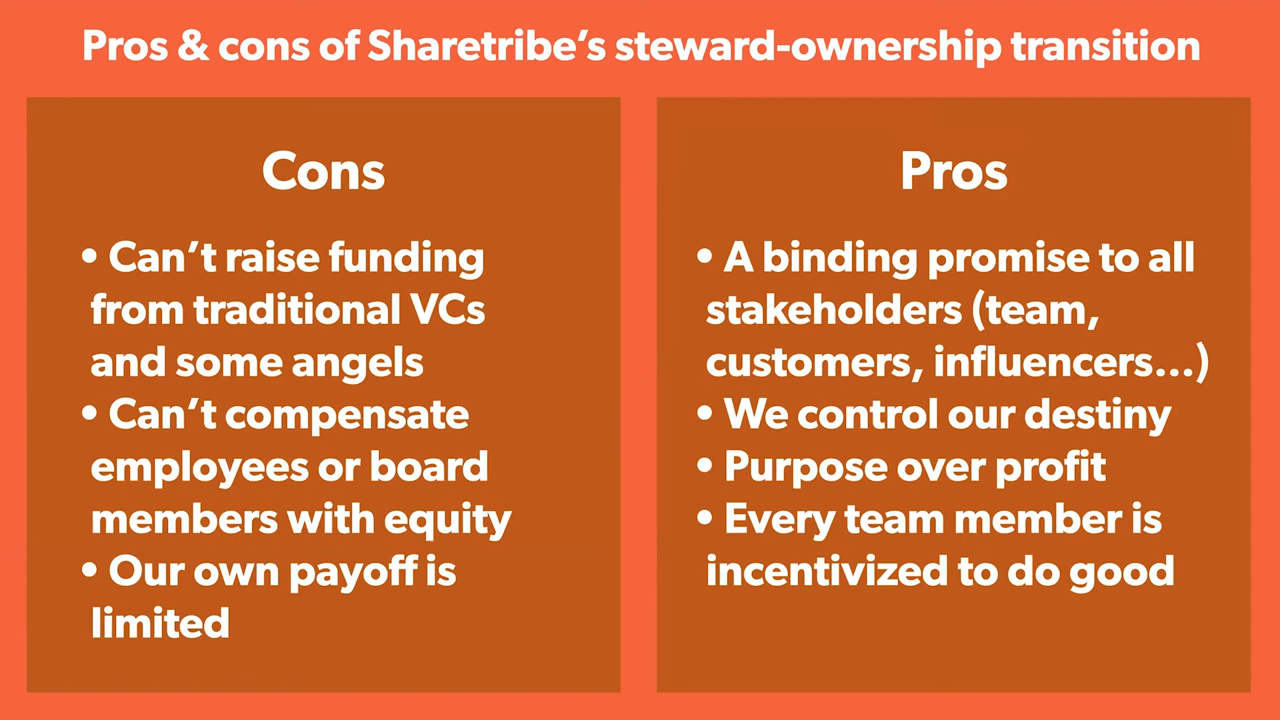 Pros & cons of Sharetribe’s steward-ownership transition
Cons
• Can’t raise funding
from traditional VCs
and some angels
• Can’t compensate
employees or board
members with equity
• Our own payoff is
limited
Pros
• A binding promise to all
stakeholders (team,
customers, influencers...)
• We control our destiny
• Purpose over profit
• Every team member is
incentivized to do good